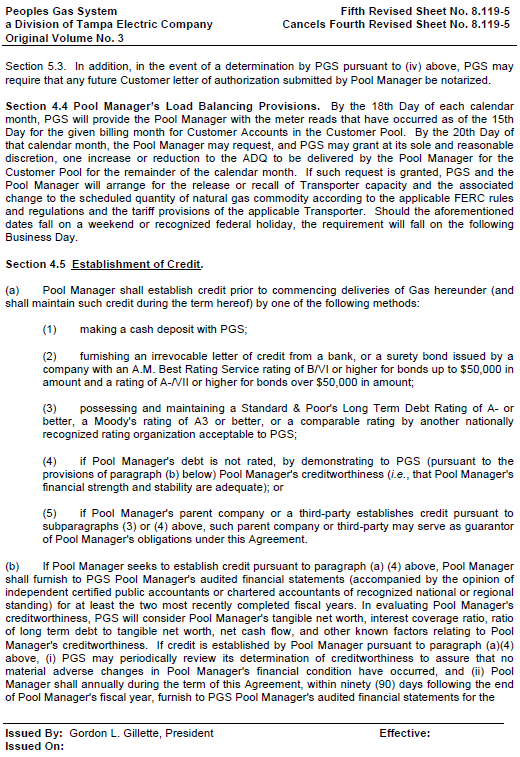 Peoples Gas System Fifth Revised Sheet No. 8.119-5
a Division of Tampa Electric Company Cancels Fourth Revised Sheet No. 8.119-5
Original Volume No. 3
Section 5.3. In addition, in the event of a determination by PGS pursuant to (iv) above, PGS may
require that any future Customer letter of authorization submitted by Pool Manager be notarized.
Section 4.4 Pool Manager's Load Balancing Provisions. By the 18th Day of each calendar
month, PGS will provide the Pool Manager with the meter reads that have occurred as of the 15th
Day for the given billing month for Customer Accounts in the Customer Pool. By the 20th Day of
that calendar month, the Pool Manager may request, and PGS may grant at its sole and reasonable
discretion, one increase or reduction to the ADQ to be delivered by the Pool Manager for the
Customer Pool for the remainder of the calendar month. If such request is granted, PGS and the
Pool Manager will arrange for the release or recall of Transporter capacity and the associated
change to the scheduled quantity of natural gas commodity according to the applicable FERC rules
and regulations and the tariff provisions of the applicable Transporter. Should the aforementioned
dates fall on a weekend or recognized federal holiday, the requirement will fall on the following
Business Day.
Section 4.5 Establishment of Credit.
(a) Pool Manager shall establish credit prior to commencing deliveries of Gas hereunder (and
shall maintain such credit during the term hereof) by one of the following methods:
(1) making a cash deposit with PGS;
(2) furnishing an irrevocable letter of credit from a bank, or a surety bond issued by a
company with an A.M. Best Rating Service rating of B/VI or higher for bonds up to $50,000 in
amount and a rating of A-/VII or higher for bonds over $50,000 in amount;
(3) possessing and maintaining a Standard & Poor's Long Term Debt Rating of A- or
better, a Moody's rating of A3 or better, or a comparable rating by another nationally
recognized rating organization acceptable to PGS;
(4) if Pool Manager's debt is not rated, by demonstrating to PGS (pursuant to the
provisions of paragraph (b) below) Pool Manager's creditworthiness (i.e., that Pool Manager's
financial strength and stability are adequate); or
(5) if Pool Manager's parent company or a third-party establishes credit pursuant to
subparagraphs (3) or (4) above, such parent company or third-party may serve as guarantor
of Pool Manager's obligations under this Agreement.
(b) If Pool Manager seeks to establish credit pursuant to paragraph (a) (4) above, Pool Manager
shall furnish to PGS Pool Manager's audited financial statements (accompanied by the opinion of
independent certified public accountants or chartered accountants of recognized national or regional
standing) for at least the two most recently completed fiscal years. In evaluating Pool Manager's
creditworthiness, PGS will consider Pool Manager's tangible net worth, interest coverage ratio, ratio
of long term debt to tangible net worth, net cash flow, and other known factors relating to Pool
Manager's creditworthiness. If credit is established by Pool Manager pursuant to paragraph (a)(4)
above, (i) PGS may periodically review its determination of creditworthiness to assure that no
material adverse changes in Pool Manager's financial condition have occurred, and (ii) Pool
Manager shall annually during the term of this Agreement, within ninety (90) days following the end
of Pool Manager's fiscal year, furnish to PGS Pool Manager's audited financial statements for the
Issued By: Gordon L. Gillette, President Effective:
Issued On: